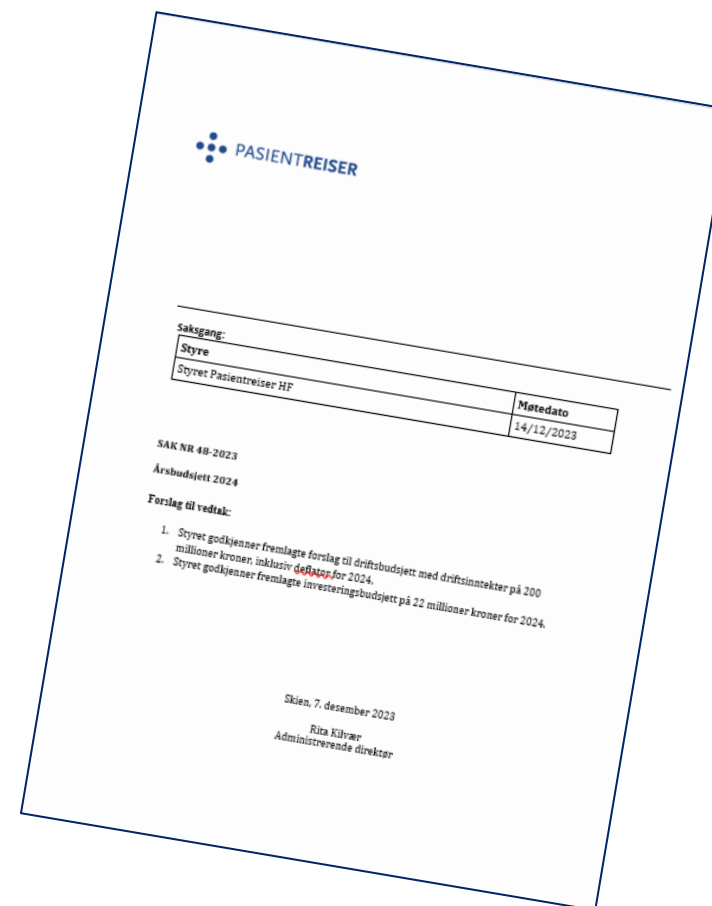 PASIENTREISER
Saksgang:
Styre
Møtedato
Styret Pasientreiser HF
14/12/2023
SAK NR 48-2023
Årsbudsjett 2024
Forslag til vedtak:
1. Styret godkjenner fremlagte forslag til driftsbudsjett med driftsinntekter på 200
millioner kroner, inklusiv deflator for 2024.
2. Styret godkjenner fremlagte investeringsbudsjett på 22 millioner kroner for 2024.
Skien, 7. desember 2023
Rita Kilvær
Administrerende direktør